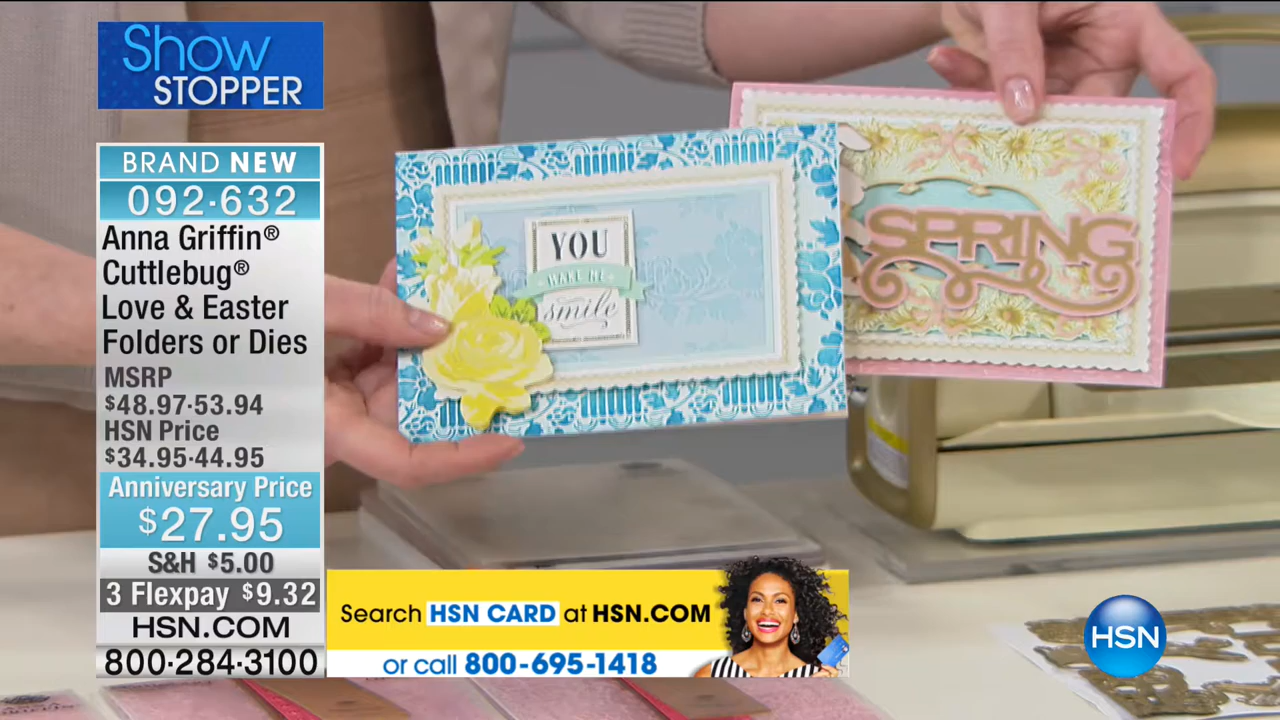 Show
STOPPER
BRAND NEW
092·632
Anna Griffin®
Cuttlebug®
Love & Easter
Folders or Dies
MSRP
$48.97-53.94
HSN Price
$34.95-44.95
Anniversary Price
$27.95
S&H $5.00
3 Flexpay $9.32
HSN.COM
800·284·3100
YOU
MAKE ME
smile
SPRING
Search HSN CARD at HSN.COM
or call 800-695-1418
HSN